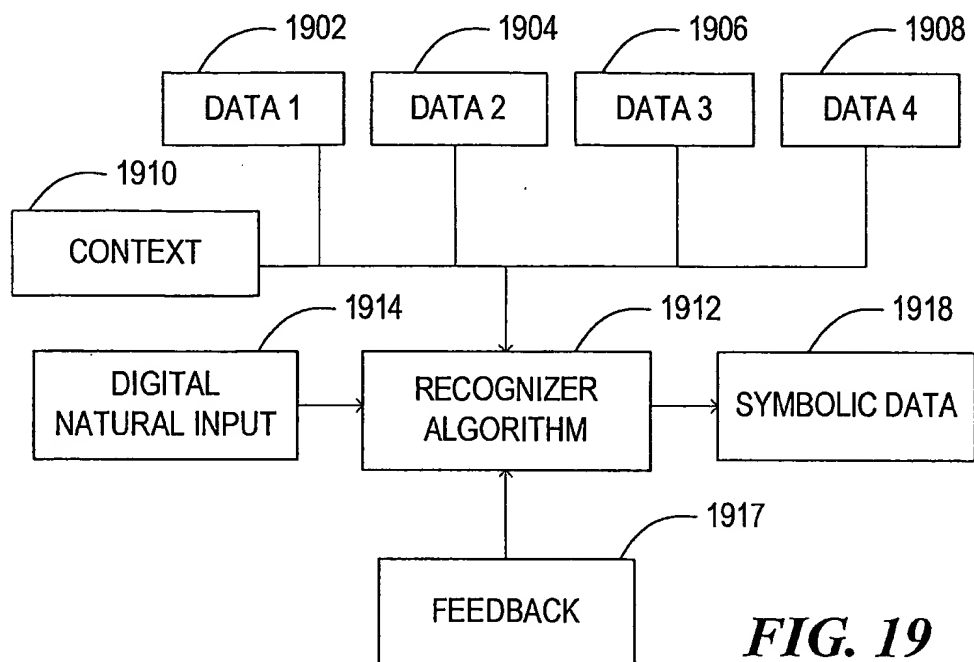 1902
1904
1906
1908
DATA 1
DATA 2
DATA 3
DATA 4
1910
CONTEXT
1914
1912
1918
DIGITAL
NATURAL INPUT
RECOGNIZER
ALGORITHM
SYMBOLIC DATA
1917
FEEDBACK
FIG. 19